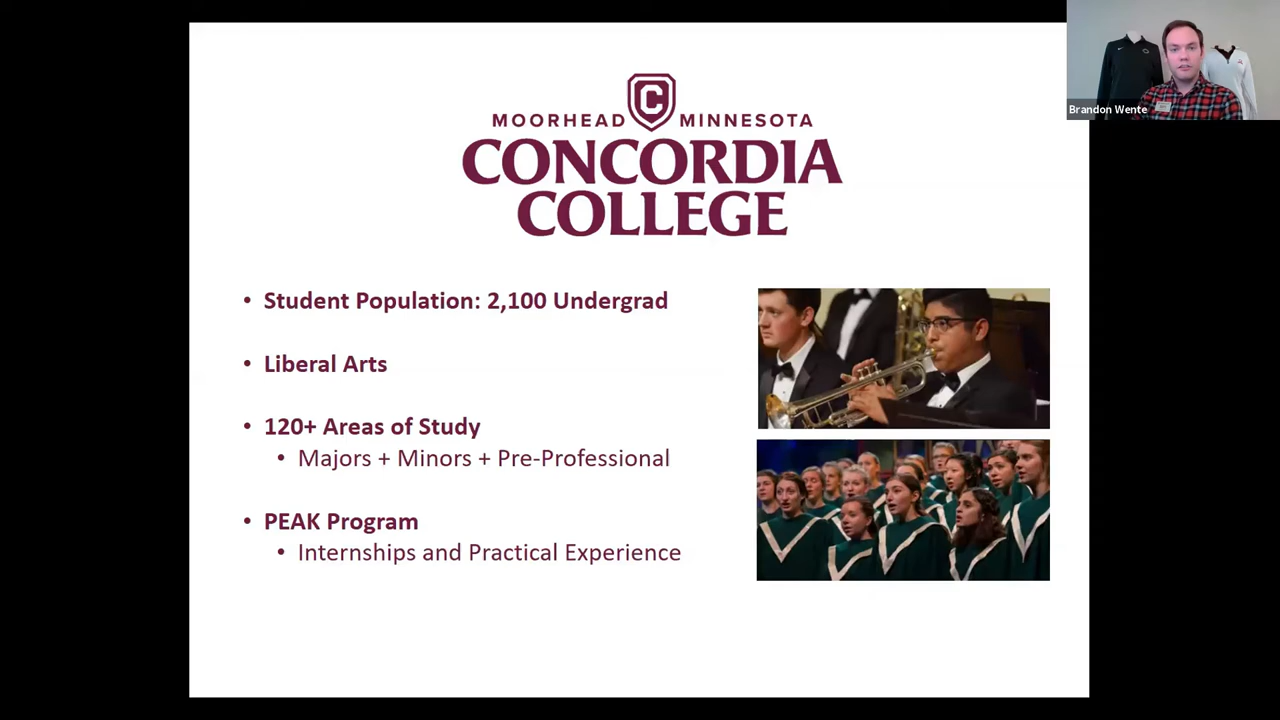 MOORHEAD MINNESOTA
CONCORDIA
COLLEGE
• Student Population: 2,100 Undergrad
• Liberal Arts
• 120+ Areas of Study
• Majors + Minors + Pre-Professional
• PEAK Program
• Internships and Practical Experience
Brandon Wente